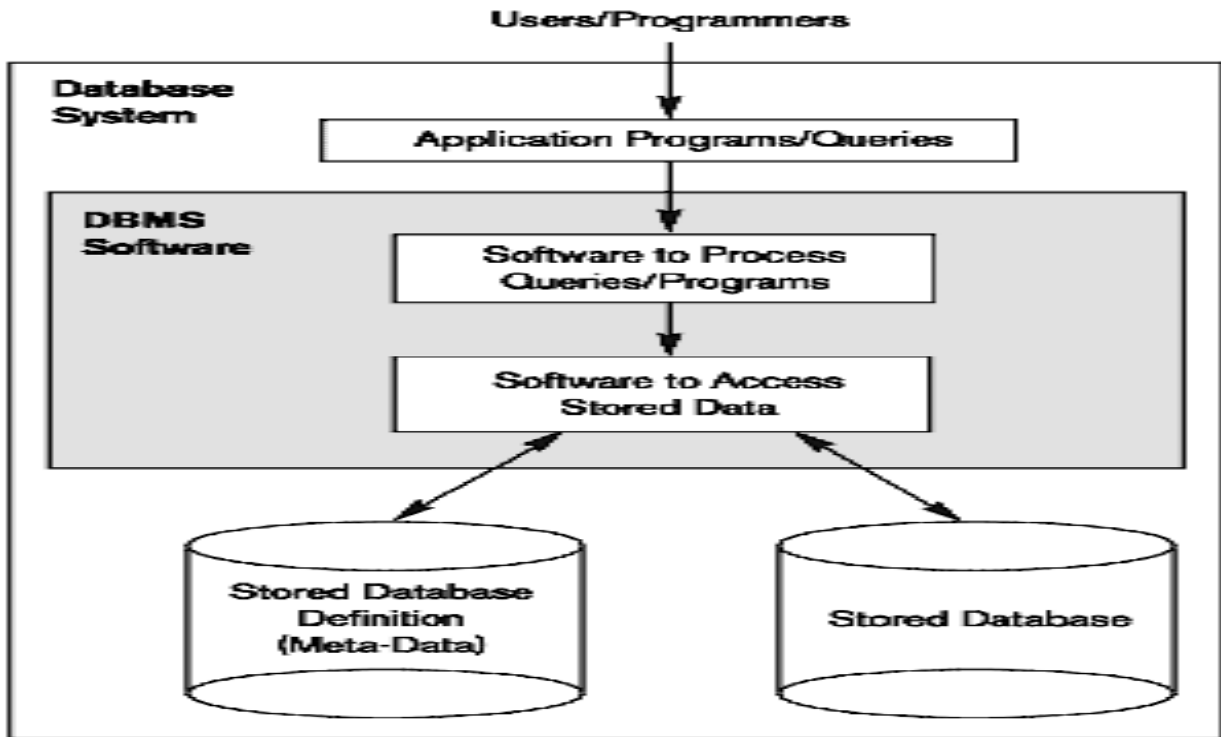 Users/Programmers
Database
System
Application Programs/Queries
DBMS
Software
Software to Process
Queries/Programs
Software to Access
Stored Data
Stored Database
Definition
(Meta-Data)
Stored Database